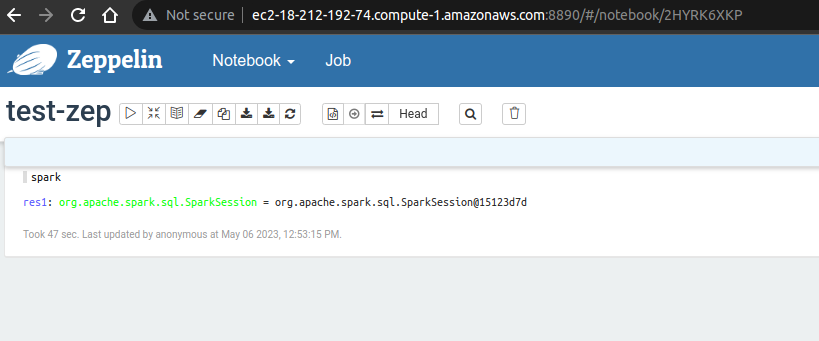 Not secure | ec2-18-212-192-74.compute-1.amazonaws.com:8890/#/notebook/2HYRK6XKP
Zeppelin Notebook Job
test-zep Head
spark
res1: org.apache.spark.sql.SparkSession = org.apache.spark.sql.SparkSession@15123d7d
Took 47 sec. Last updated by anonymous at May 06 2023, 12:53:15 PM.